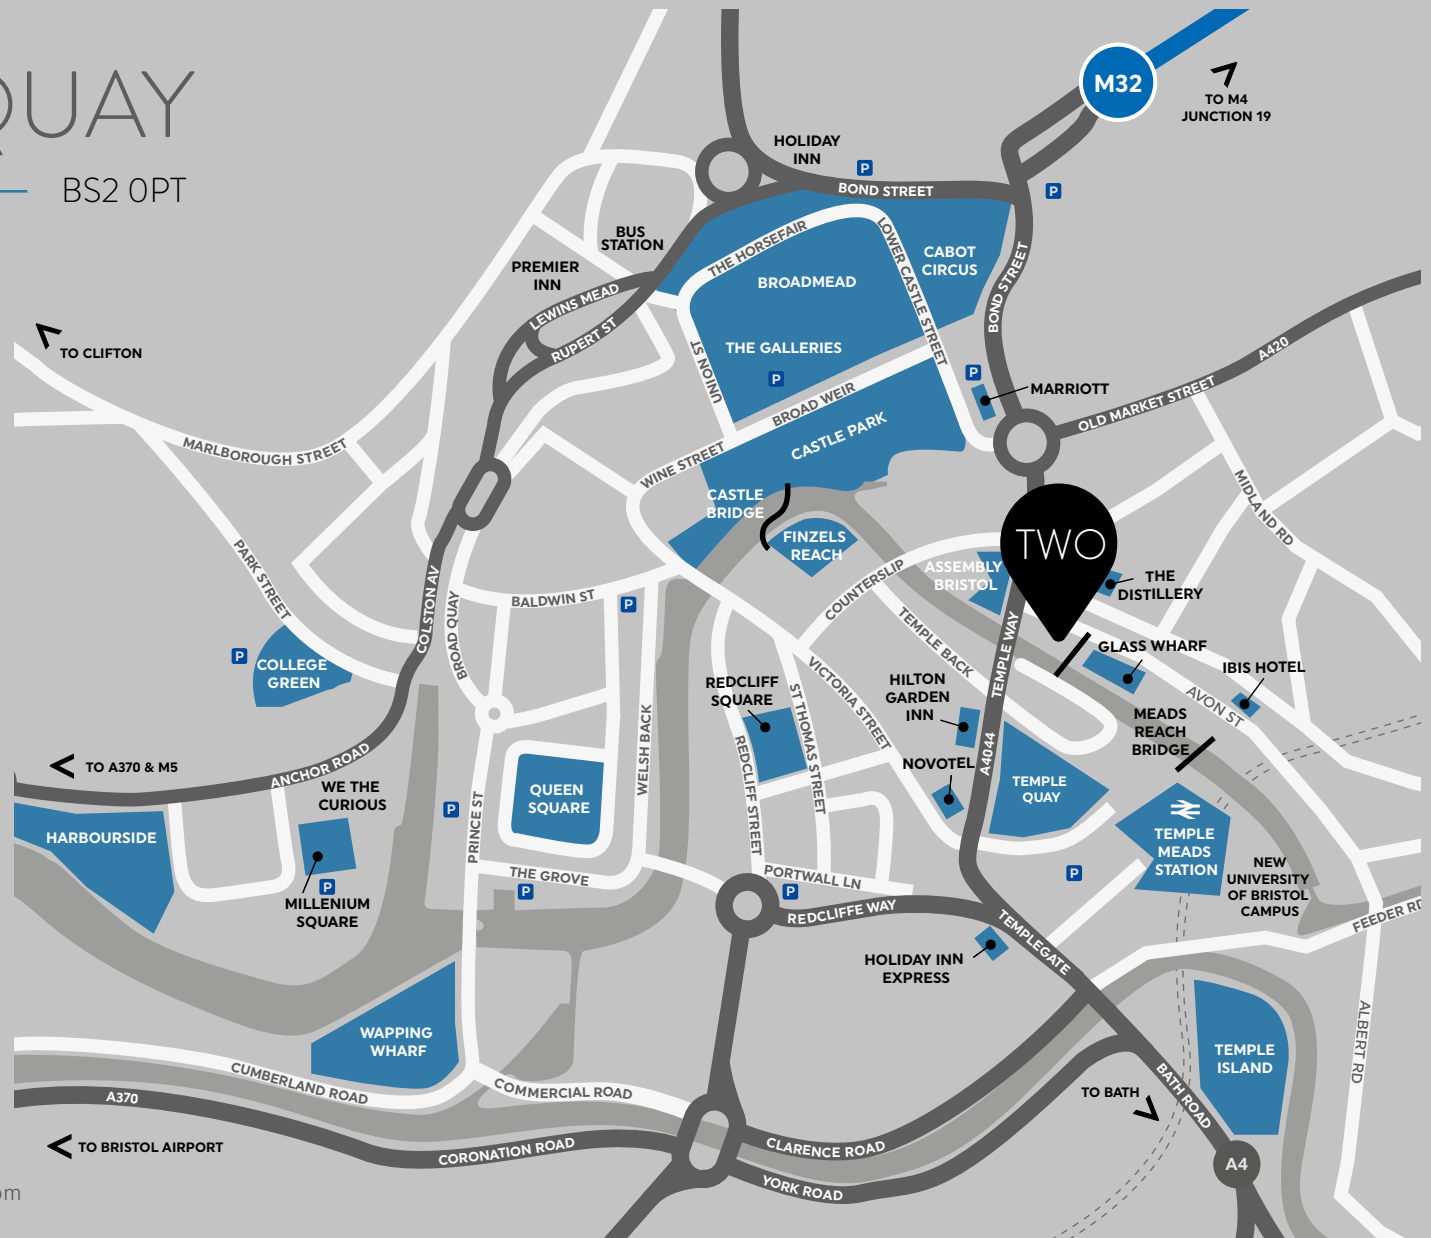 QUAY
BS2 0PT
M32
TO M4
JUNCTION 19
HOLIDAY
INN
P
BOND STREET
P
BUS
STATION
THE HORSEFAIR
LOWER CASTLE STREET
CABOT
CIRCUS
BOND STREET
PREMIER
INN
BROADMEAD
LEWINS MEAD
RUPERT ST
TO CLIFTON
UNION ST
THE GALLERIES
P
P
MARRIOTT
A420
OLD MARKET STREET
BROAD WEIR
CASTLE PARK
MARLBOROUGH STREET
WINE STREET
CASTLE
BRIDGE
MIDLAND RD
FINZELS
REACH
TWO
PARK STREET
COLSTON AV
BROAD QUAY
BALDWIN ST
P
COUNTERSLIP
ASSEMBLY
BRISTOL
THE
DISTILLERY
TEMPLE BACK
TEMPLE WAY
GLASS WHARF
IBIS HOTEL
AVON ST
P
COLLEGE
GREEN
REDCLIFF
SQUARE
ST THOMAS STREET
VICTORIA STREET
HILTON
GARDEN
INN
MEADS
REACH
BRIDGE
WELSH BACK
REDCLIFF STREET
A4044
NOVOTEL
TO A370 & M5
ANCHOR ROAD
WE THE
CURIOUS
QUEEN
SQUARE
TEMPLE
QUAY
HARBOURSIDE
P
PRINCE ST
TEMPLE
MEADS
STATION
NEW
UNIVERSITY
OF BRISTOL
CAMPUS
P
MILLENIUM
SQUARE
THE GROVE
P
PORTWALL LN
P
P
REDCLIFFE WAY
TEMPLEGATE
FEEDER RD
HOLIDAY INN
EXPRESS
WAPPING
WHARF
TEMPLE
ISLAND
ALBERT RD
CUMBERLAND ROAD
COMMERCIAL ROAD
A370
TO BATH
BATH ROAD
TO BRISTOL AIRPORT
CORONATION ROAD
CLARENCE ROAD
YORK ROAD
A4
om